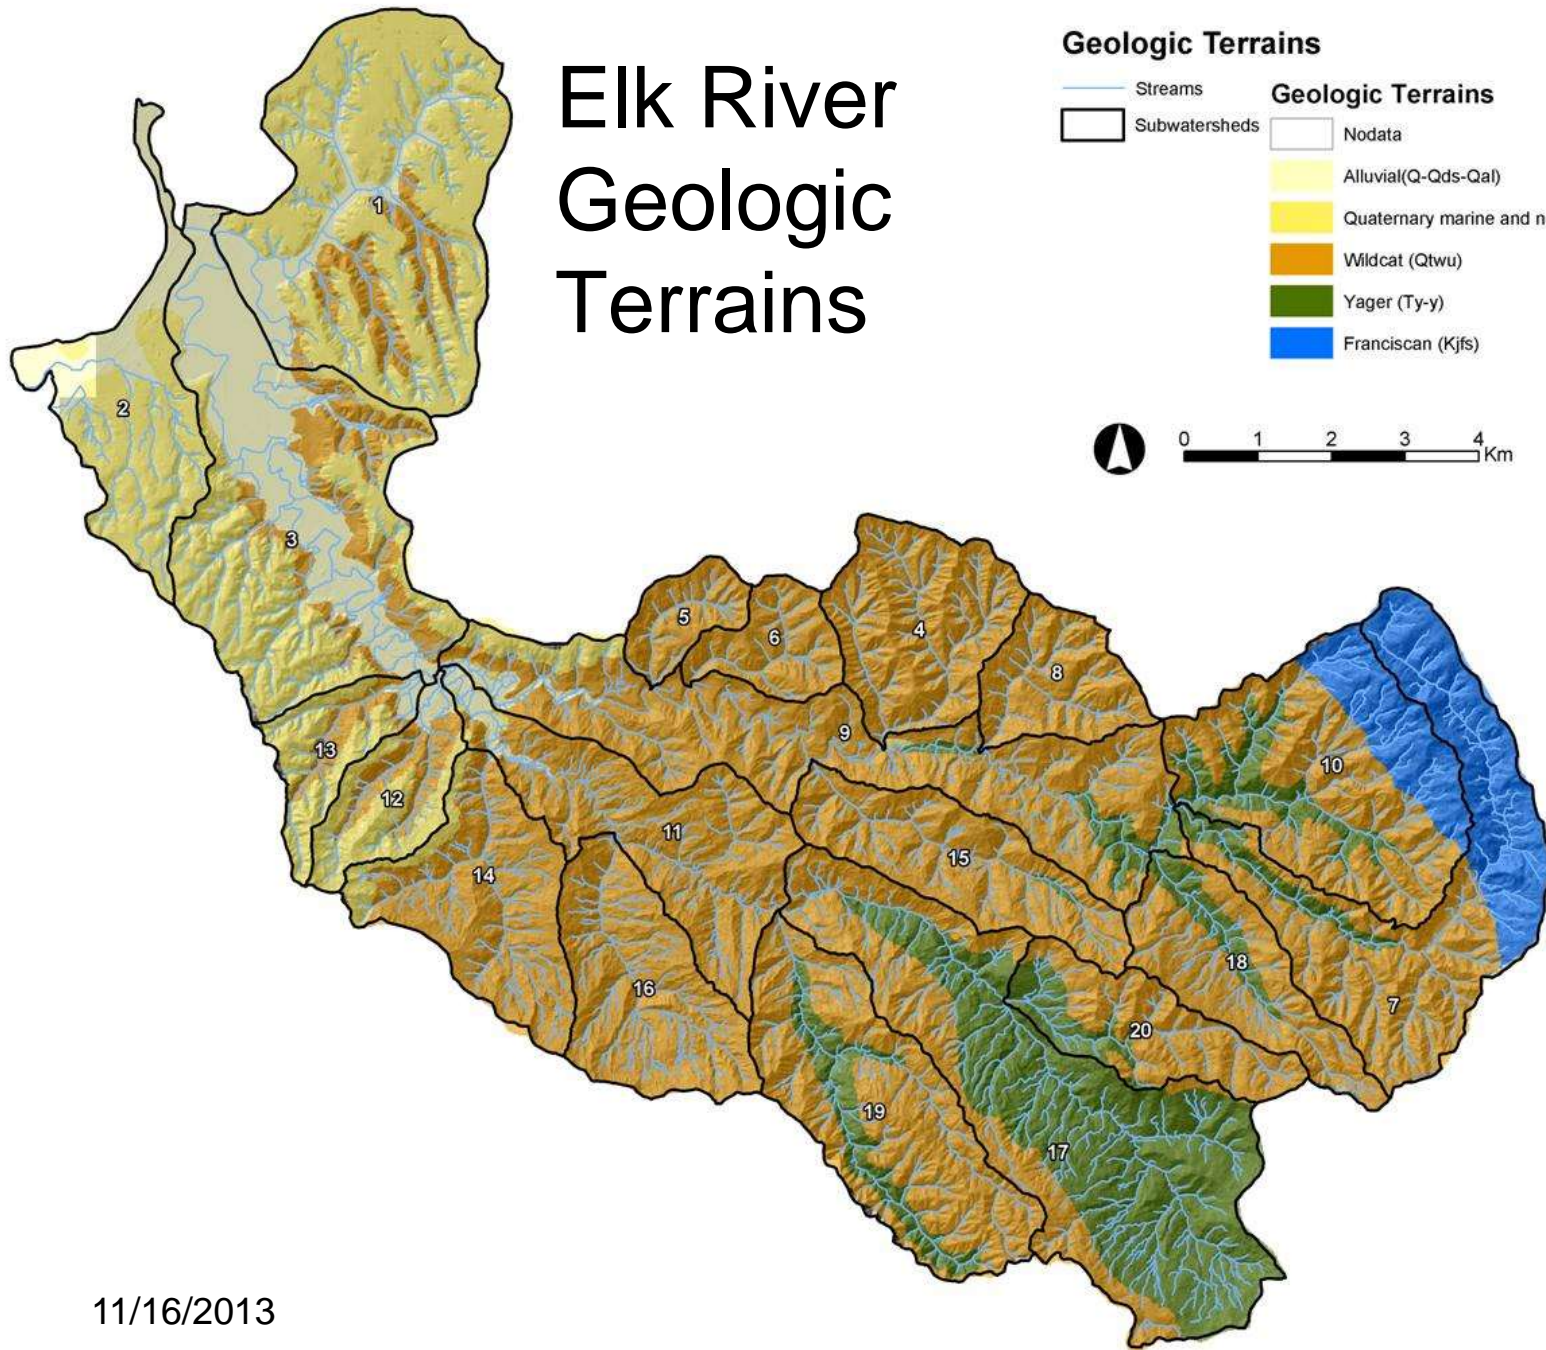 Elk River
Geologic
Terrains
Geologic Terrains
Streams
Subwatersheds
Geologic Terrains
Nodata
Alluvial(Q-Qds-Qal)
Quaternary marine and n
Wildcat (Qtwu)
Yager (Ty-y)
Franciscan (Kjfs)
0 1 2 3 4
Km
1
2
3
5
6
4
8
9
10
13
12
11
14
15
16
18
7
20
19
17
11/16/2013